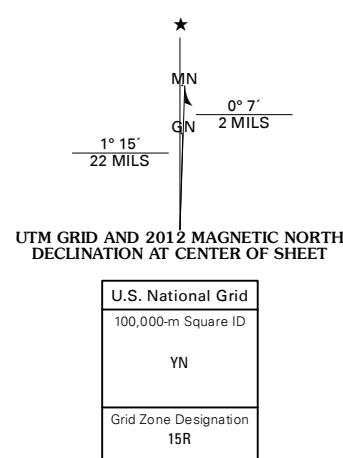 ★
MN
0° 7´
GN
2 MILS
1° 15´
22 MILS
UTM GRID AND 2012 MAGNETIC NORTH
DECLINATION AT CENTER OF SHEET
U.S. National Grid
100,000-m Square ID
YN
Grid Zone Designation
15R